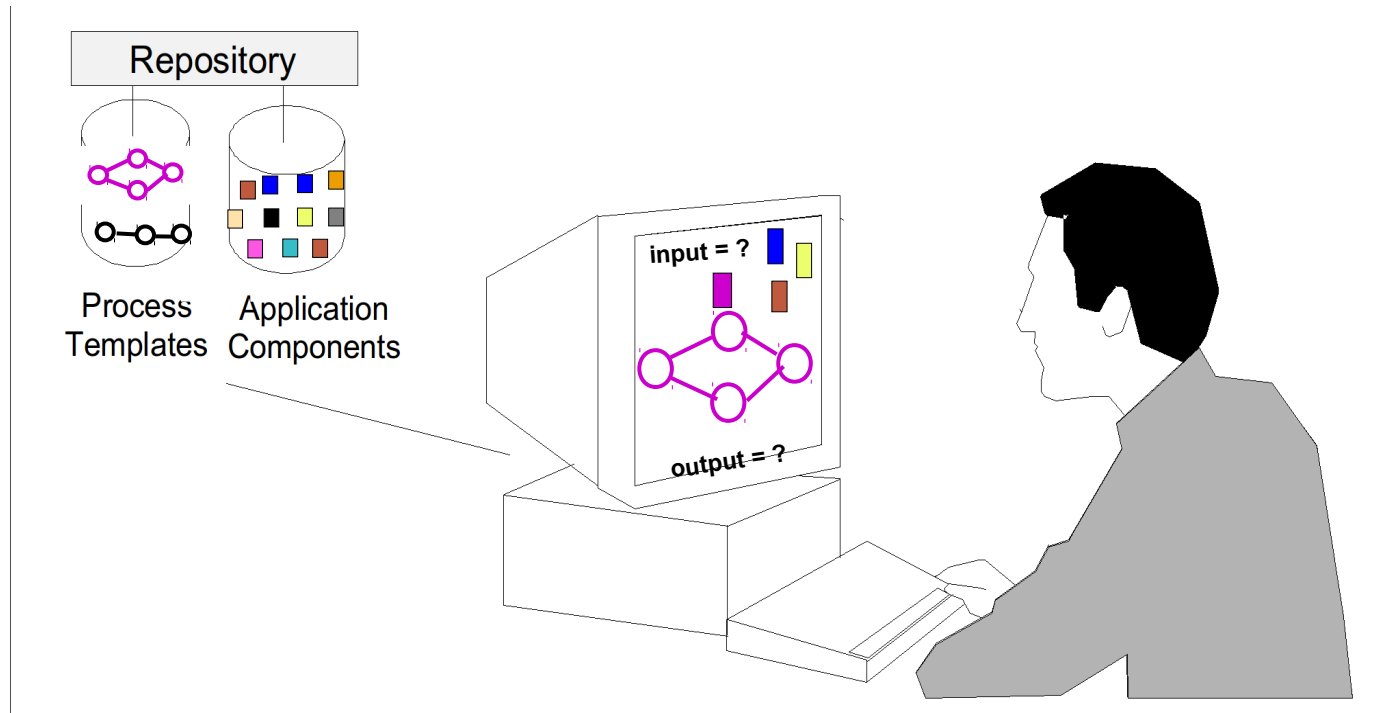 Repository
Process
Templates
Application
Components
input = ?
output = ?